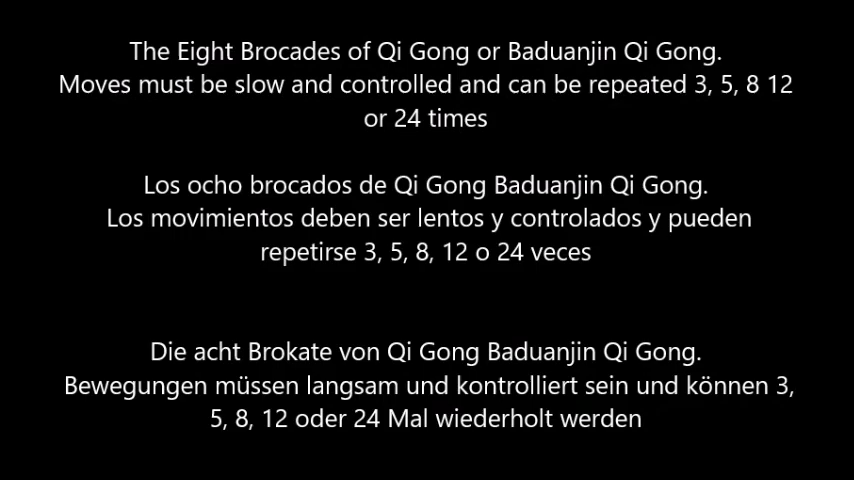 The Eight Brocades of Qi Gong or Baduanjin Qi Gong.
Moves must be slow and controlled and can be repeated 3, 5, 8 12
or 24 times
Los ocho brocados de Qi Gong Baduanjin Qi Gong.
Los movimientos deben ser lentos y controlados y pueden
repetirse 3, 5, 8, 12 o 24 veces
Die acht Brokate von Qi Gong Baduanjin Qi Gong.
Bewegungen müssen langsam und kontrolliert sein und können 3,
5, 8, 12 oder 24 Mal wiederholt werden